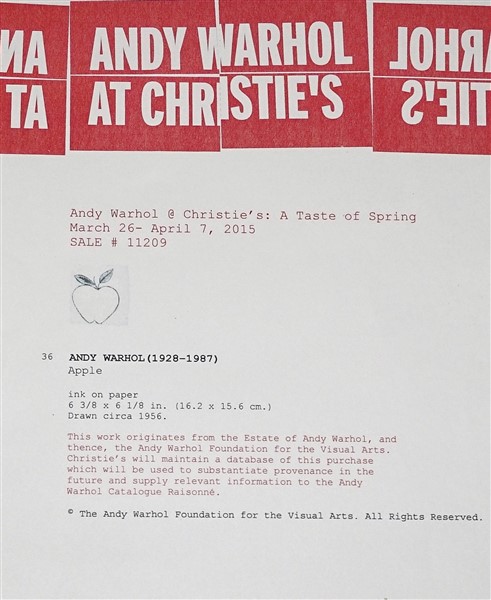 NA
TA
ANDY WARHOL
AT CHRISTIE'S
RHOL
TIE'S
Andy Warhol @ Christie's: A Taste of Spring
March 26- April 7, 2015
SALE # 11209
36 ANDY WARHOL(1928-1987)
Apple
ink on paper
6 3/8 x 6 1/8 in. (16.2 x 15.6 cm.)
Drawn circa 1956.
This work originates from the Estate of Andy Warhol, and
thence, the Andy Warhol Foundation for the Visual Arts.
Christie's will maintain a database of this purchase
which will be used to substantiate provenance in the
future and supply relevant information to the Andy
Warhol Catalogue Raisonné.
© The Andy Warhol Foundation for the Visual Arts. All Rights Reserved.